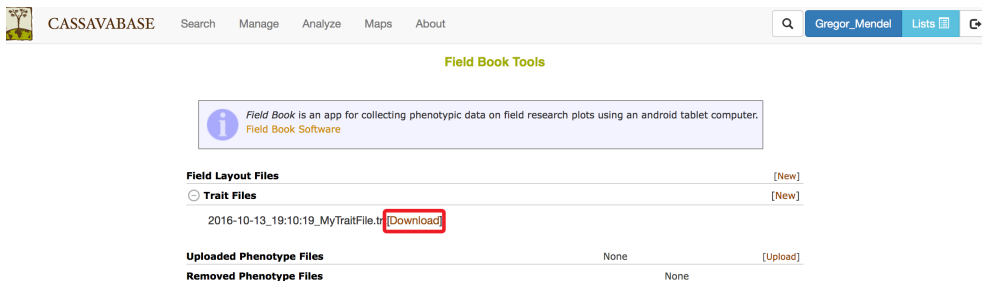 CASSAVABASE Search Manage Analyze Maps About Gregor_Mendel Lists
Field Book Tools
Field Book is an app for collecting phenotypic data on field research plots using an android tablet computer.
Field Book Software
Field Layout Files [New]
Trait Files [New]
2016-10-13_19:10:19_MyTraitFile.tr [Download]
Uploaded Phenotype Files None [Upload]
Removed Phenotype Files None